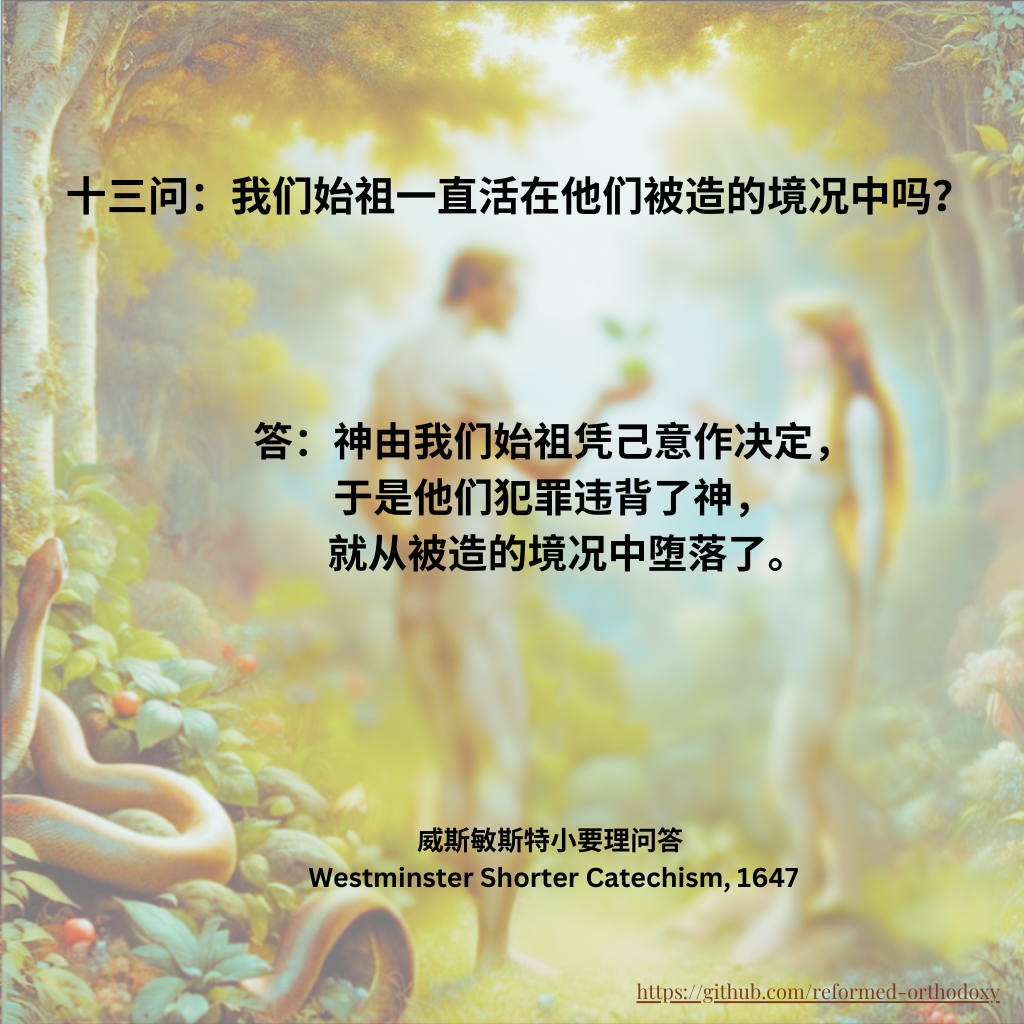 十三问：我们始祖一直活在他们被造的境况中吗？
答：神由我们始祖凭己意作决定，
于是他们犯罪违背了神，
就从被造的境况中堕落了。
威斯敏斯特小要理问答
Westminster Shorter Catechism, 1647
https://github.com/reformed-orthodoxy